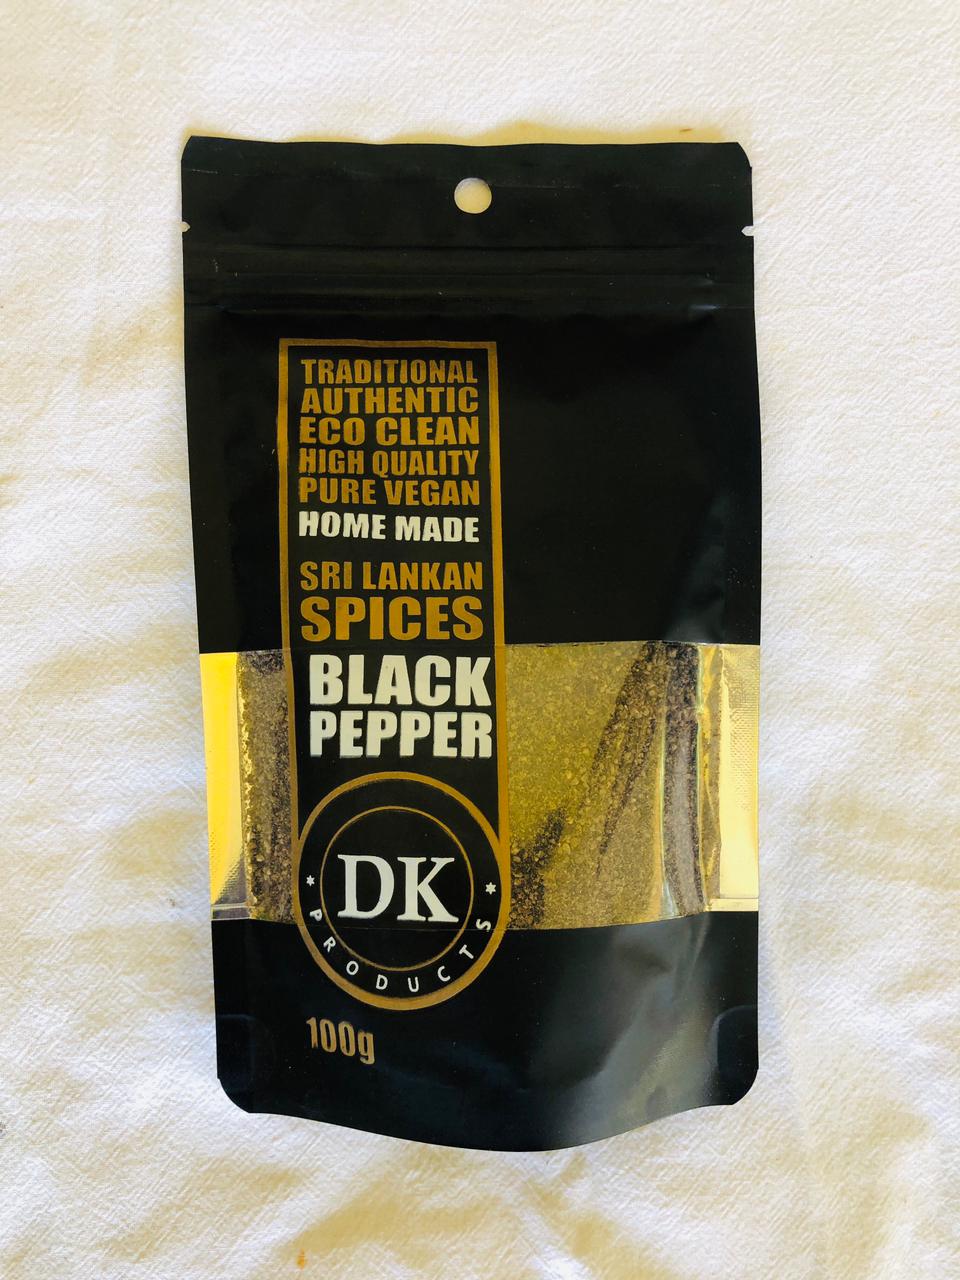 TRADITIONAL
AUTHENTIC
ECO CLEAN
HIGH QUALITY
PURE VEGAN
HOME MADE
SRI LANKAN
SPICES
BLACK
PEPPER
DK
PRODUCTS
100g